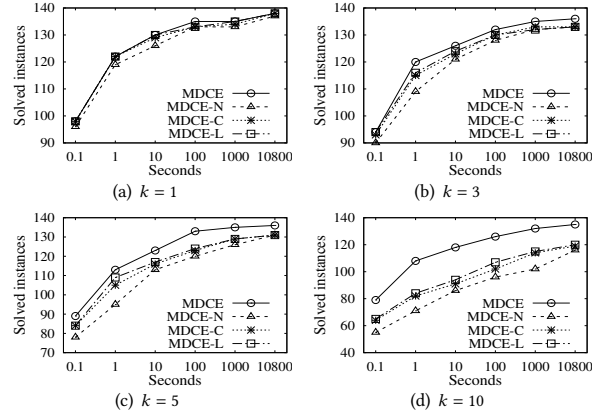 140
130
120
110
100
90
Solved instances
MDCE
MDCE-N
MDCE-C
MDCE-L
0.1 1 10 100 1000 10800
Seconds
(a) k = 1
140
130
120
110
100
90
Solved instances
MDCE
MDCE-N
MDCE-C
MDCE-L
0.1 1 10 100 1000 10800
Seconds
(b) k = 3
140
130
120
110
100
90
80
70
Solved instances
MDCE
MDCE-N
MDCE-C
MDCE-L
0.1 1 10 100 1000 10800
Seconds
(c) k = 5
140
120
100
80
60
40
Solved instances
MDCE
MDCE-N
MDCE-C
MDCE-L
0.1 1 10 100 1000 10800
Seconds
(d) k = 10